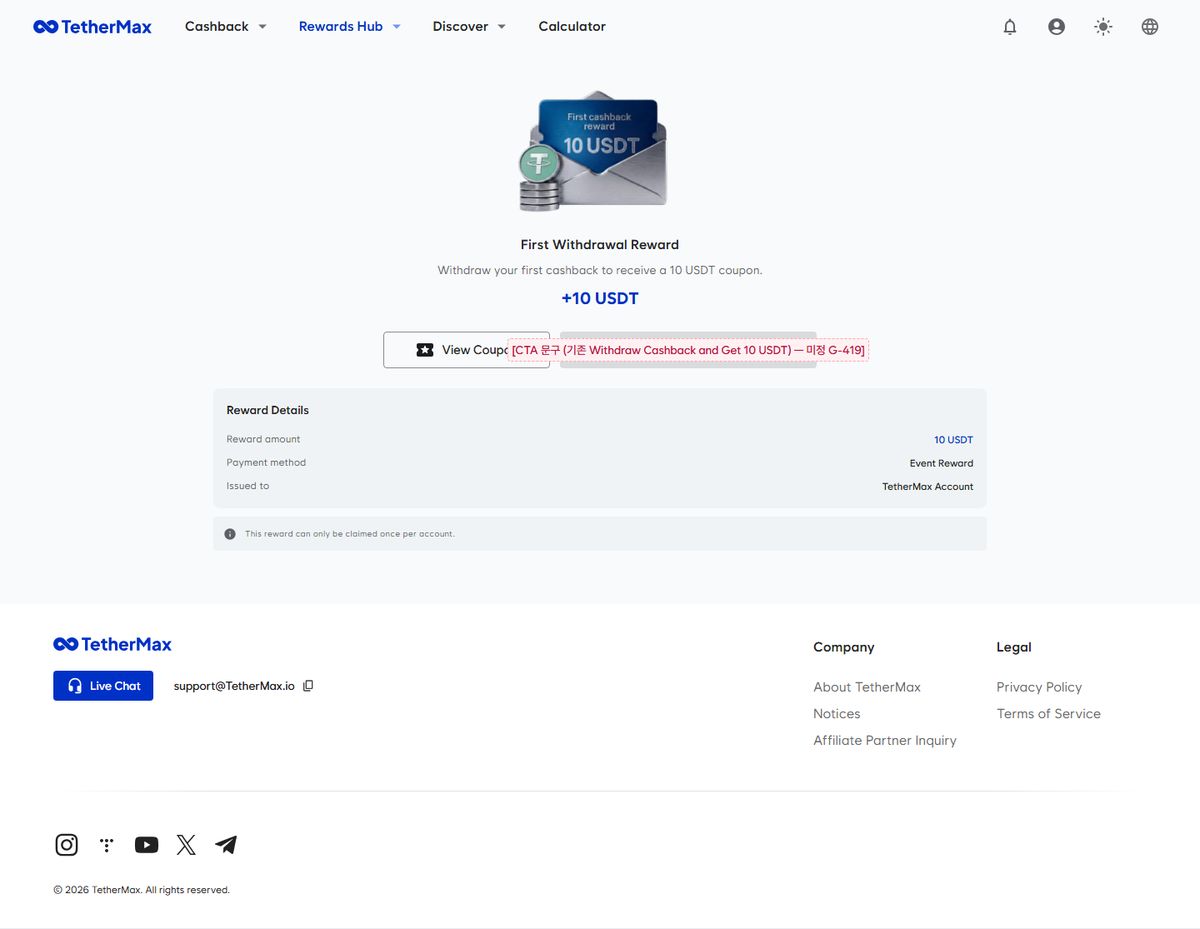 TetherMax
Cashback
Rewards Hub
Discover
Calculator
First cashback
reward
10 USDT
First Withdrawal Reward
Withdraw your first cashback to receive a 10 USDT coupon.
+10 USDT
View Coupo
[CTA 문구 (기존 Withdraw Cashback and Get 10 USDT) — 미정 G-419]
Reward Details
Reward amount
10 USDT
Payment method
Event Reward
Issued to
TetherMax Account
This reward can only be claimed once per account.
TetherMax
Live Chat
support@TetherMax.io
Company
About TetherMax
Notices
Affiliate Partner Inquiry
Legal
Privacy Policy
Terms of Service
© 2026 TetherMax. All rights reserved.